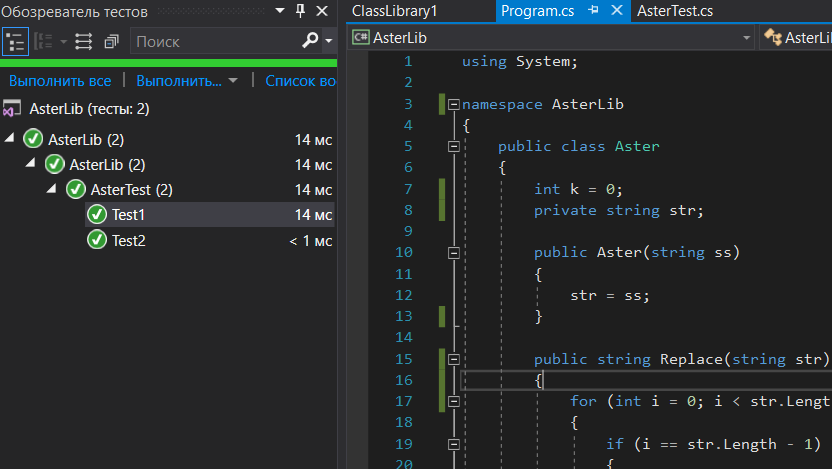 Обозреватель тестов
Поиск
Выполнить все | Выполнить... | Список во
AsterLib (тесты: 2)
AsterLib (2) 14 мс
AsterLib (2) 14 мс
AsterTest (2) 14 мс
Test1 14 мс
Test2 < 1 мс
ClassLibrary1 Program.cs AsterTest.cs
C# AsterLib AsterLi
1 using System;
2
3 namespace AsterLib
4 {
5 public class Aster
6 {
7 int k = 0;
8 private string str;
9
10 public Aster(string ss)
11 {
12 str = ss;
13 }
14
15 public string Replace(string str)
16 {
17 for (int i = 0; i < str.Lengt
18 {
19 if (i == str.Length - 1)
20 {